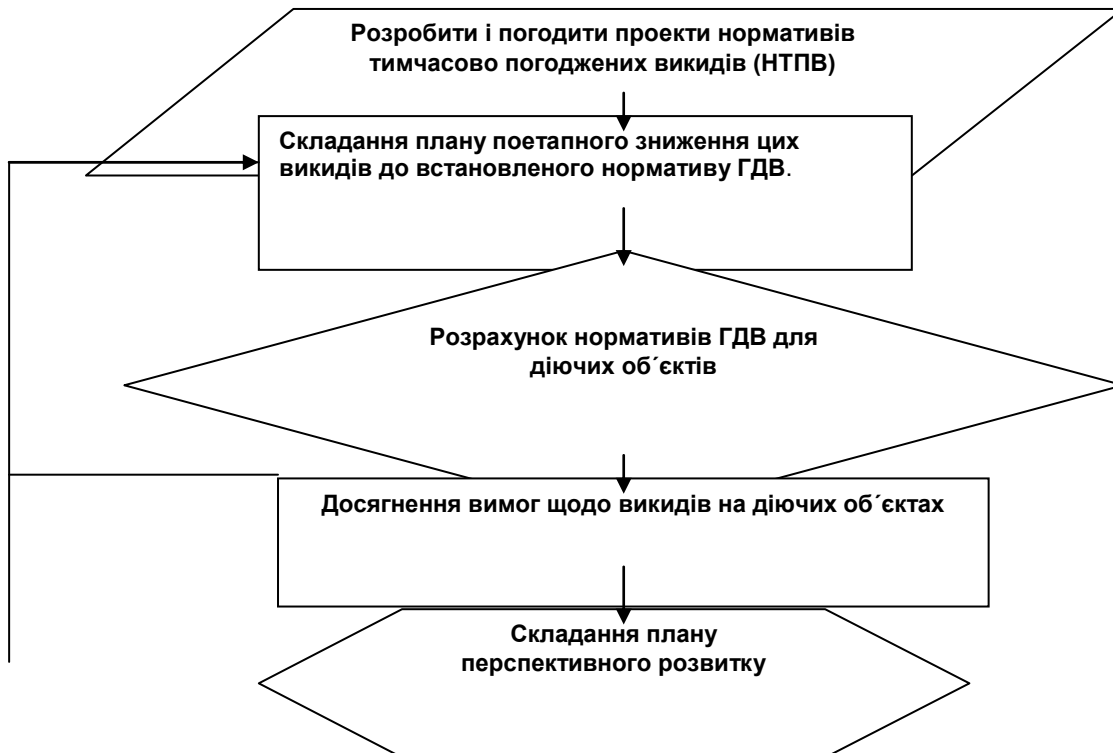 Розробити і погодити проекти нормативів
тимчасово погоджених викидів (НТПВ)
Складання плану поетапного зниження цих
викидів до встановленого нормативу ГДВ.
Розрахунок нормативів ГДВ для
діючих об´єктів
Досягнення вимог щодо викидів на діючих об´єктах
Складання плану
перспективного розвитку